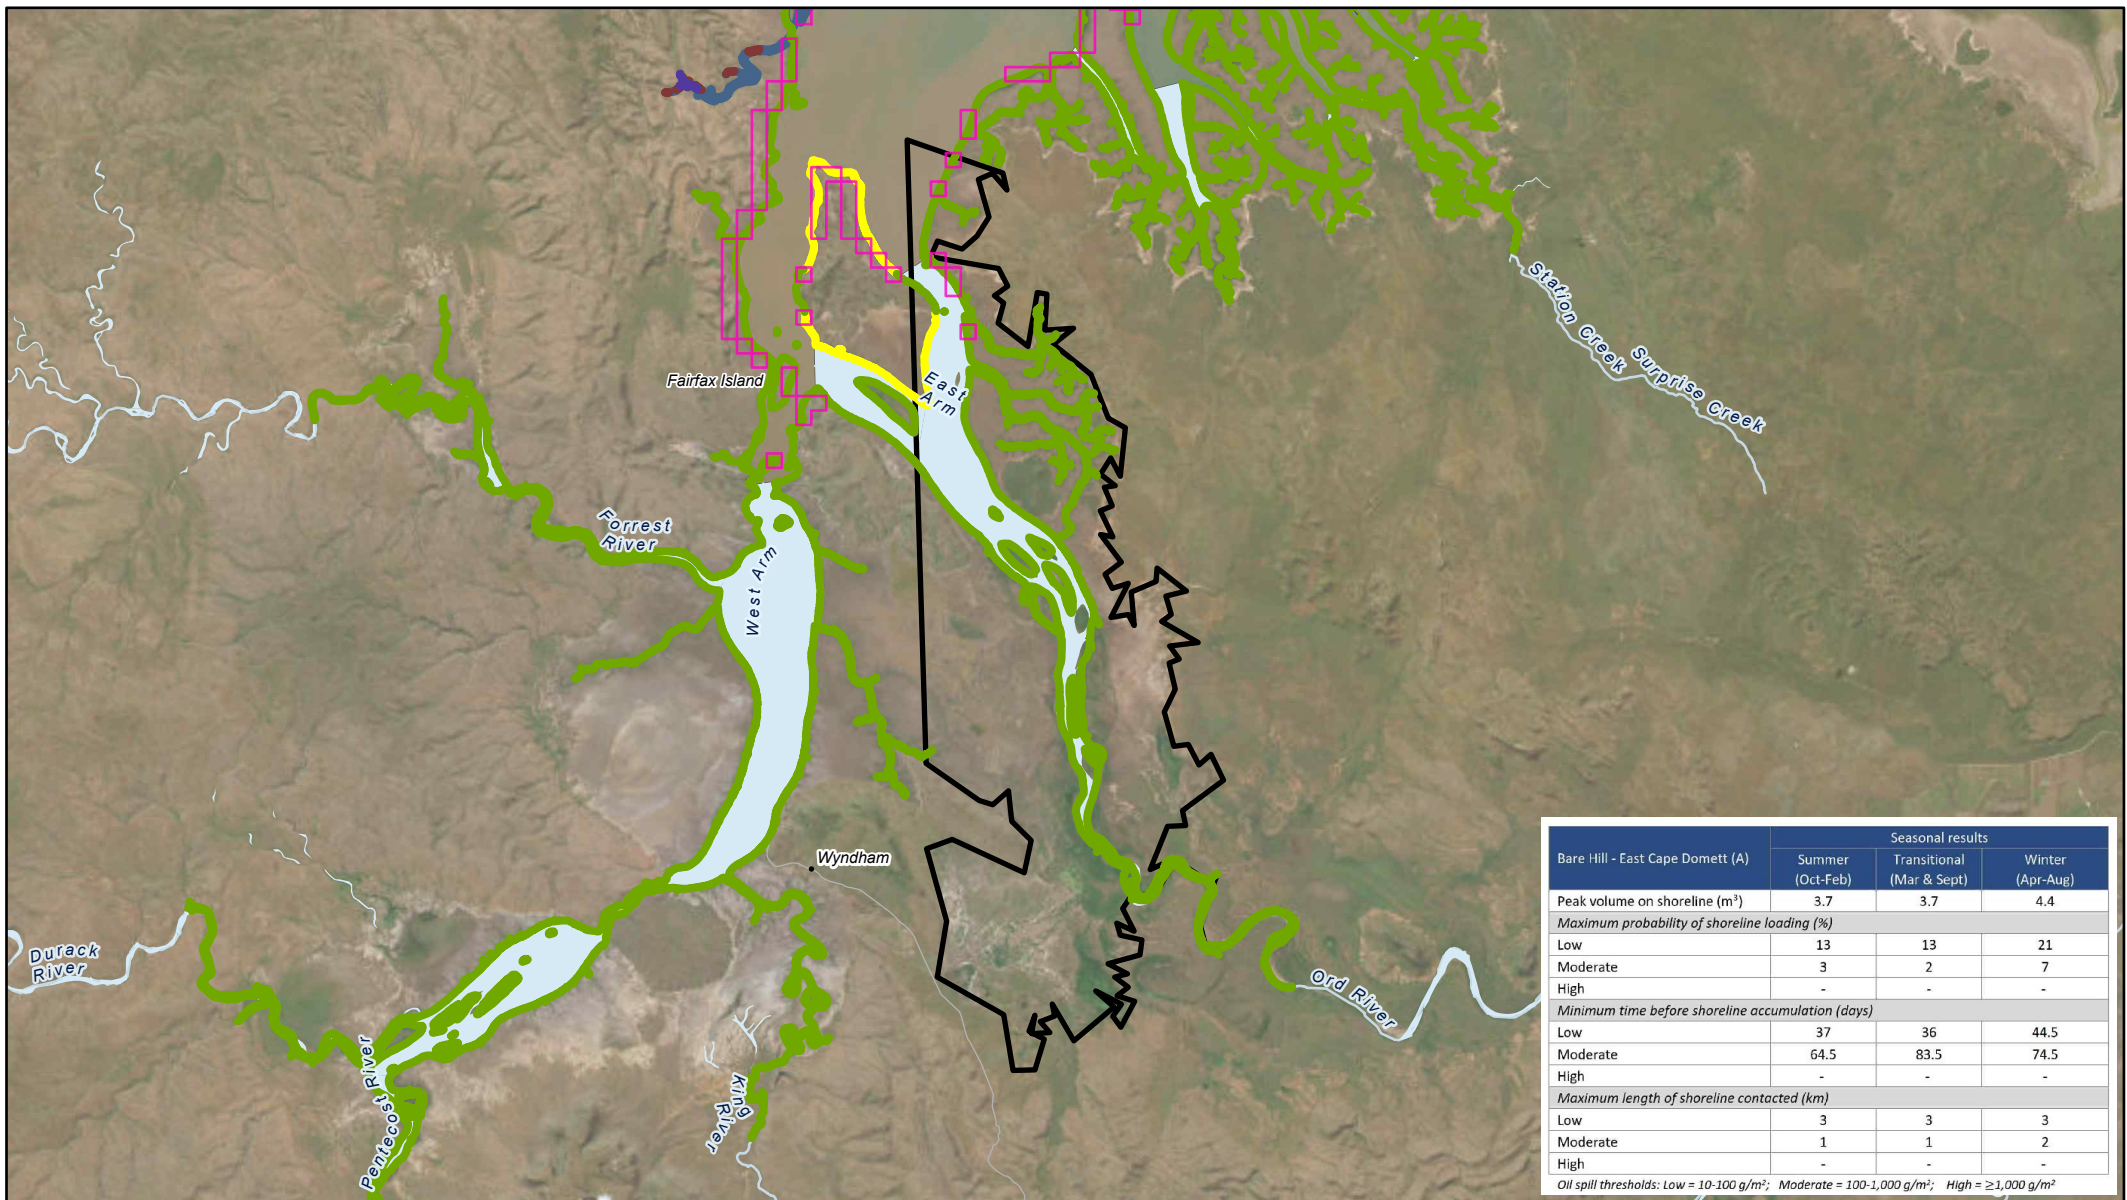 Station Creek
Surprise Creek
Fairfax Island
East
Arm
Forrest
River
West Arm
Wyndham
Durack
River
Ord River
Pentecost River
King
River
Bare Hill - East Cape Domett (A)
Seasonal results
Summer
(Oct-Feb)
Transitional
(Mar & Sept)
Winter
(Apr-Aug)
Peak volume on shoreline (m³) 3.7 3.7 4.4
Maximum probability of shoreline loading (%)
Low 13 13 21
Moderate 3 2 7
High - - -
Minimum time before shoreline accumulation (days)
Low 37 36 44.5
Moderate 64.5 83.5 74.5
High - - -
Maximum length of shoreline contacted (km)
Low 3 3 3
Moderate 1 1 2
High - - -
Oil spill thresholds: Low = 10-100 g/m²; Moderate = 100-1,000 g/m²; High = ≥1,000 g/m²